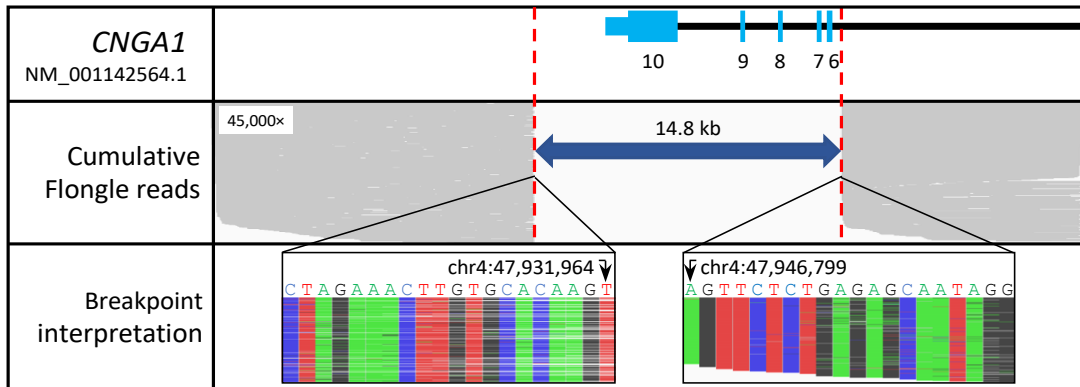 CNGA1
NM_001142564.1
10
9
8
7
6
Cumulative
Flongle reads
45,000×
14.8 kb
Breakpoint
interpretation
chr4:47,931,964
CTAGAAACTTGTGCACAAGT
chr4:47,946,799
AGTTCTCTGAGAGCAATAGG